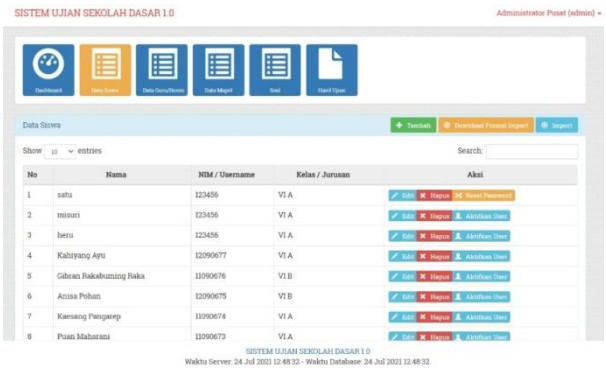 SISTEM UJIAN SEKOLAH DASAR 1.0 Administrator Pusat (admin)
Dashboard Data Siswa Data Guru/Dosen Data Mapel Soal Hasil Ujian
Data Siswa Tambah Download Format Import Import
Show 10 entries Search:
No Nama NIM / Username Kelas / Jurusan Aksi
1 satu 123456 VI A Edit Hapus Reset Password
2 misuri 123456 VI A Edit Hapus Aktifkan User
3 heru 123456 VI A Edit Hapus Aktifkan User
4 Kahiyang Ayu 12090677 VI A Edit Hapus Aktifkan User
5 Gibran Rakabuming Raka 11090676 VI B Edit Hapus Aktifkan User
6 Anisa Pohan 12090675 VI B Edit Hapus Aktifkan User
7 Kaesang Pangarep 11090674 VI A Edit Hapus Aktifkan User
8 Puan Maharani 11090673 VI A Edit Hapus Aktifkan User
SISTEM UJIAN SEKOLAH DASAR 1.0
Waktu Server: 24 Jul 2021 12:48:32 - Waktu Database: 24 Jul 2021 12:48:32.